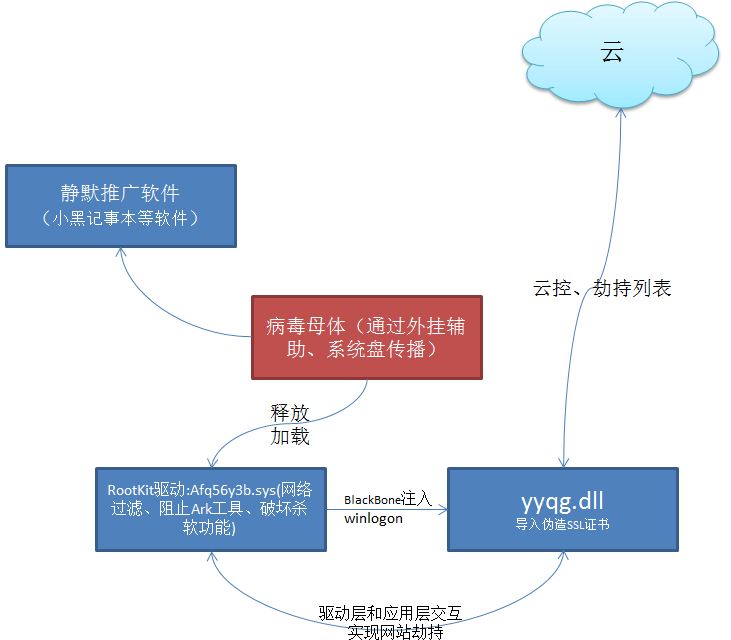 云
静默推广软件
（小黑记事本等软件）
云控、劫持列表
病毒母体（通过外挂辅
助、系统盘传播）
释放
加载
RootKit驱动:Afq56y3b.sys(网络
过滤、阻止Ark工具、破坏杀
软功能)
BlackBone注入
winlogon
yyqg.dll
导入伪造SSL证书
驱动层和应用层交互
实现网站劫持